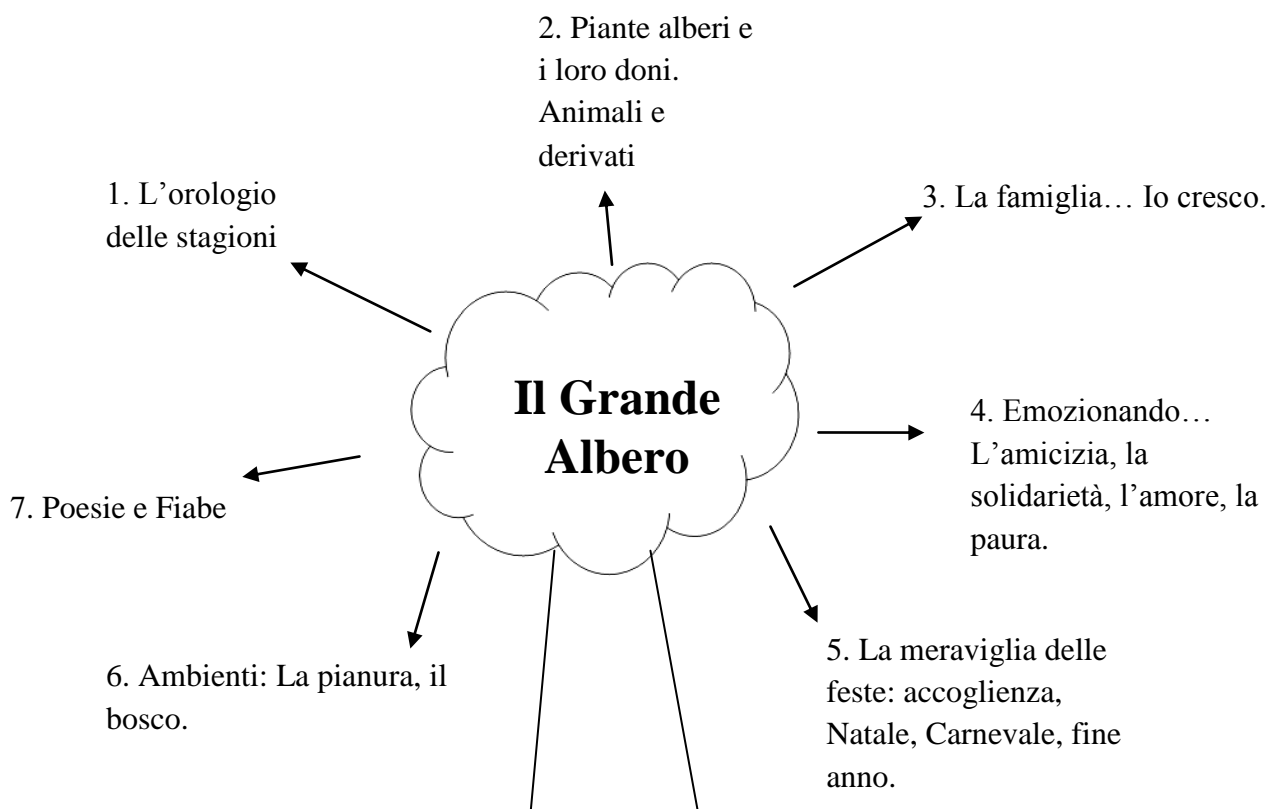 2. Piante alberi e
i loro doni.
Animali e
derivati
1. L’orologio
delle stagioni
3. La famiglia… Io cresco.
Il Grande
Albero
4. Emozionando…
L’amicizia, la
solidarietà, l’amore, la
paura.
7. Poesie e Fiabe
6. Ambienti: La pianura, il
bosco.
5. La meraviglia delle
feste: accoglienza,
Natale, Carnevale, fine
anno.